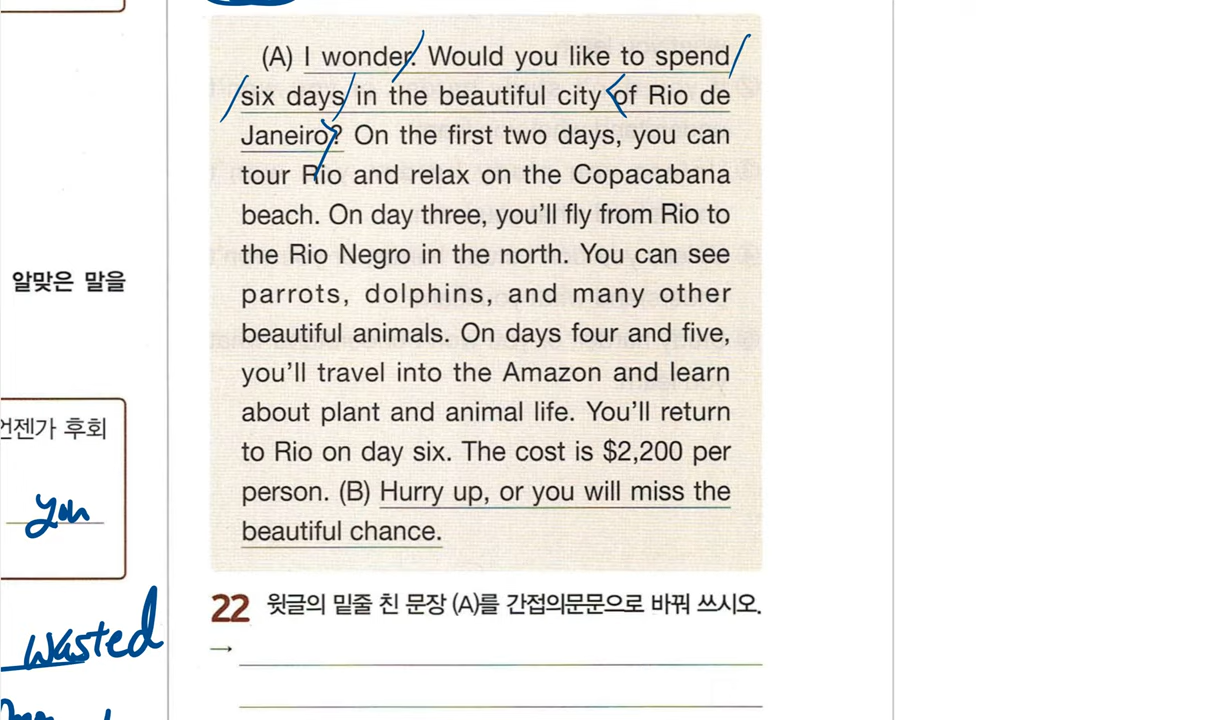 (A) I wonder. Would you like to spend
six days in the beautiful city of Rio de
Janeiro? On the first two days, you can
tour Rio and relax on the Copacabana
beach. On day three, you'll fly from Rio to
the Rio Negro in the north. You can see
parrots, dolphins, and many other
beautiful animals. On days four and five,
you'll travel into the Amazon and learn
about plant and animal life. You'll return
to Rio on day six. The cost is $2,200 per
person. (B) Hurry up, or you will miss the
beautiful chance.
22 윗글의 밑줄 친 문장 (A)를 간접의문문으로 바꿔 쓰시오.
→
알맞은 말을
언젠가 후회
you
wasted